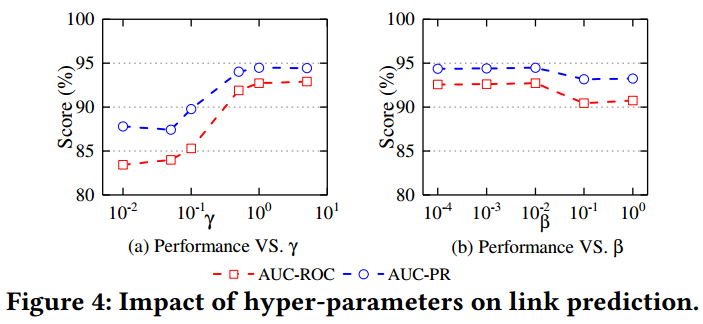 100
95
90
85
80
Score (%)
10^-2
10^-1
10^0
10^1
γ
(a) Performance VS. γ
100
95
90
85
80
Score (%)
10^-4
10^-3
10^-2
10^-1
10^0
β
(b) Performance VS. β
AUC-ROC
AUC-PR
Figure 4: Impact of hyper-parameters on link prediction.